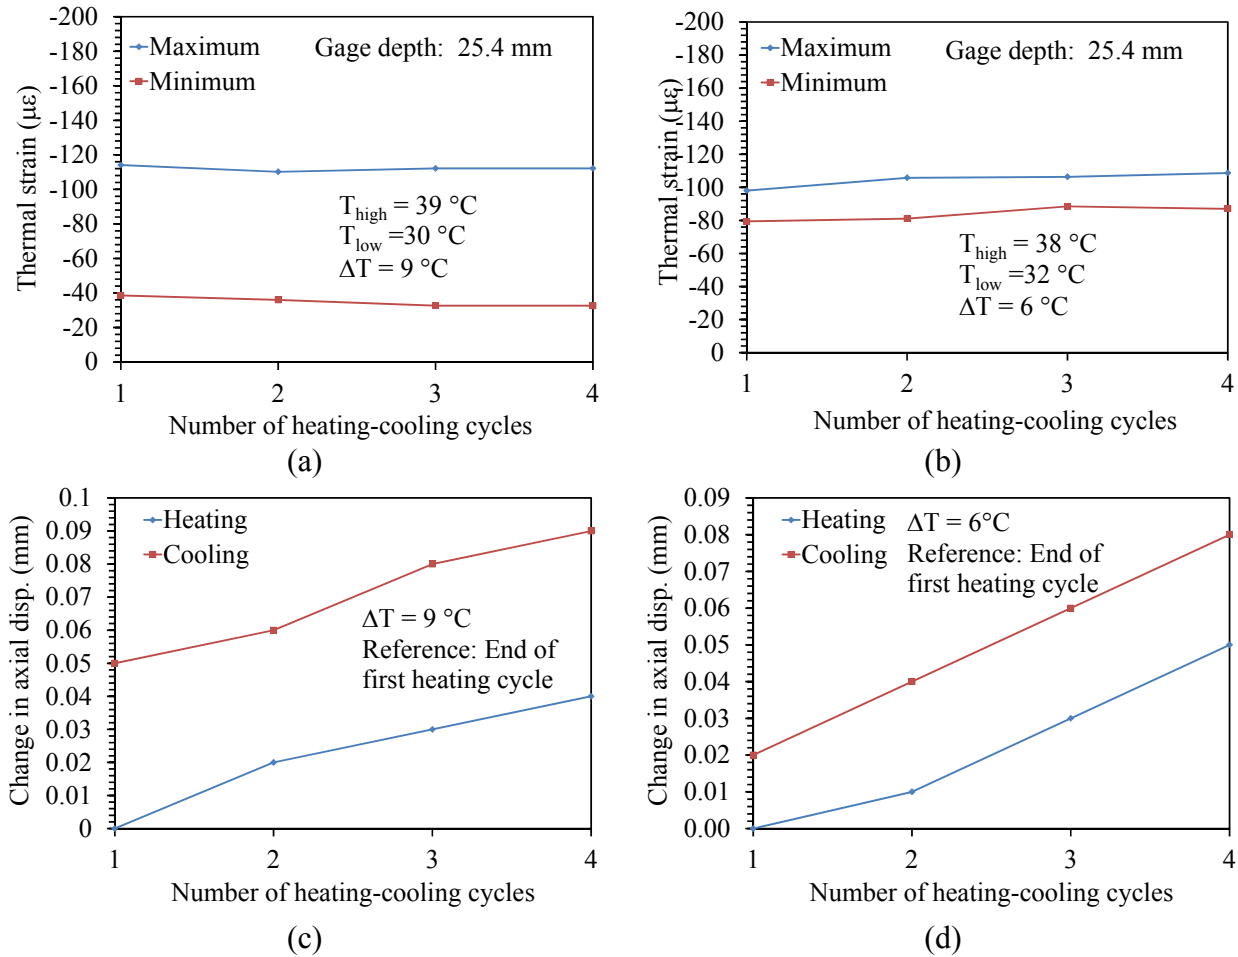 -200
-180
-160
-140
-120
-100
-80
-60
-40
-20
0
Thermal strain (με)
Maximum
Minimum
Gage depth: 25.4 mm
T_high = 39 °C
T_low =30 °C
ΔT = 9 °C
1 2 3 4
Number of heating-cooling cycles
(a)
-200
-180
-160
-140
-120
-100
-80
-60
-40
-20
0
Thermal strain (με)
Maximum
Minimum
Gage depth: 25.4 mm
T_high = 38 °C
T_low =32 °C
ΔT = 6 °C
1 2 3 4
Number of heating-cooling cycles
(b)
0.1
0.09
0.08
0.07
0.06
0.05
0.04
0.03
0.02
0.01
0
Change in axial disp. (mm)
Heating
Cooling
ΔT = 9 °C
Reference: End of
first heating cycle
1 2 3 4
Number of heating-cooling cycles
(c)
0.09
0.08
0.07
0.06
0.05
0.04
0.03
0.02
0.01
0.00
Change in axial disp. (mm)
Heating
Cooling
ΔT = 6°C
Reference: End of
first heating cycle
1 2 3 4
Number of heating-cooling cycles
(d)